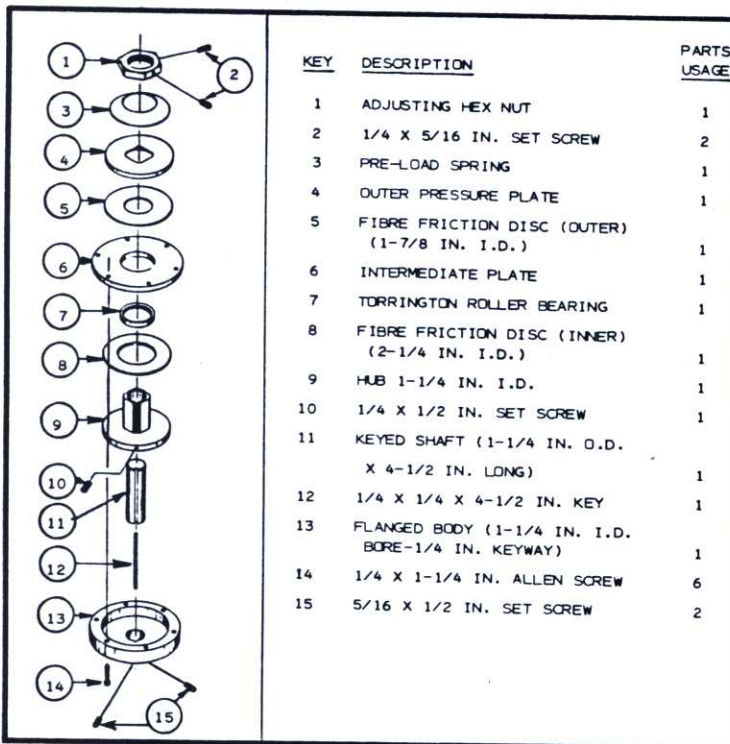 1
2
3
4
5
6
7
8
9
10
11
12
13
14
15
KEY DESCRIPTION PARTS USAGE
1 ADJUSTING HEX NUT 1
2 1/4 X 5/16 IN. SET SCREW 2
3 PRE-LOAD SPRING 1
4 OUTER PRESSURE PLATE 1
5 FIBRE FRICTION DISC (OUTER)
(1-7/8 IN. I.D.) 1
6 INTERMEDIATE PLATE 1
7 TORRINGTON ROLLER BEARING 1
8 FIBRE FRICTION DISC (INNER)
(2-1/4 IN. I.D.) 1
9 HUB 1-1/4 IN. I.D. 1
10 1/4 X 1/2 IN. SET SCREW 1
11 KEYED SHAFT (1-1/4 IN. O.D.
X 4-1/2 IN. LONG) 1
12 1/4 X 1/4 X 4-1/2 IN. KEY 1
13 FLANGED BODY (1-1/4 IN. I.D.
BORE-1/4 IN. KEYWAY) 1
14 1/4 X 1-1/4 IN. ALLEN SCREW 6
15 5/16 X 1/2 IN. SET SCREW 2